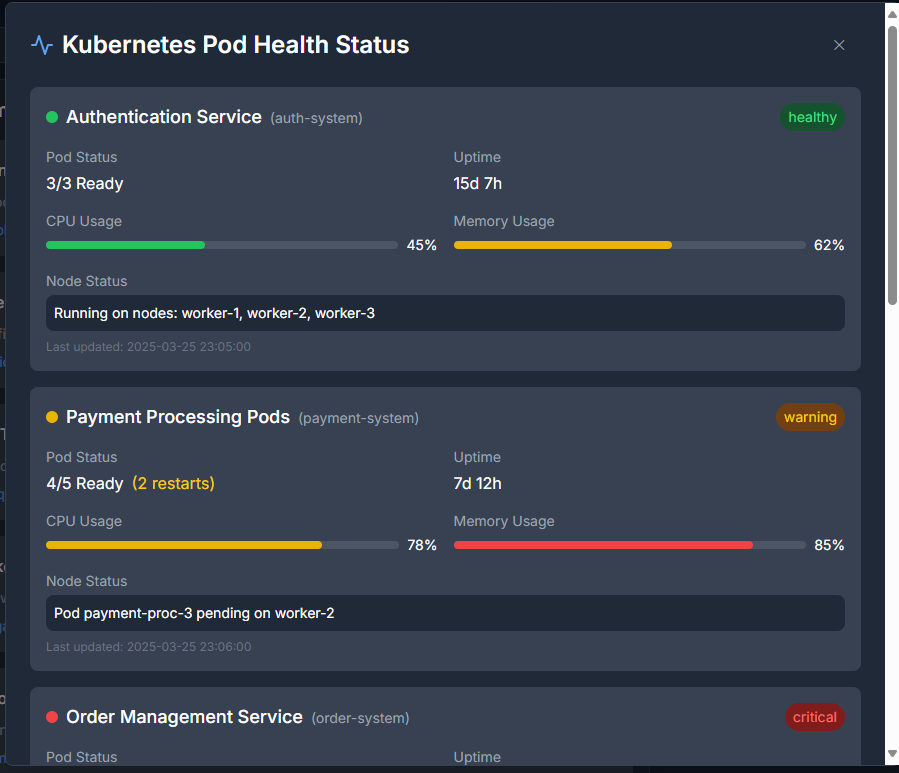 Kubernetes Pod Health Status
Authentication Service (auth-system) healthy
Pod Status Uptime
3/3 Ready 15d 7h
CPU Usage Memory Usage
45% 62%
Node Status
Running on nodes: worker-1, worker-2, worker-3
Last updated: 2025-03-25 23:05:00
Payment Processing Pods (payment-system) warning
Pod Status Uptime
4/5 Ready (2 restarts) 7d 12h
CPU Usage Memory Usage
78% 85%
Node Status
Pod payment-proc-3 pending on worker-2
Last updated: 2025-03-25 23:06:00
Order Management Service (order-system) critical
Pod Status Uptime